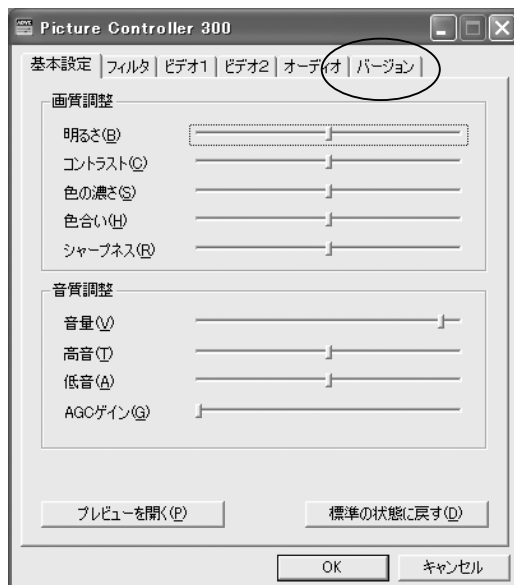 Picture Controller 300
基本設定 フィルタ ビデオ1 ビデオ2 オーディオ バージョン
画質調整
明るさ(B)
コントラスト(C)
色の濃さ(S)
色合い(H)
シャープネス(R)
音質調整
音量(V)
高音(T)
低音(A)
AGCゲイン(G)
プレビューを開く(P) 標準の状態に戻す(D)
OK キャンセル